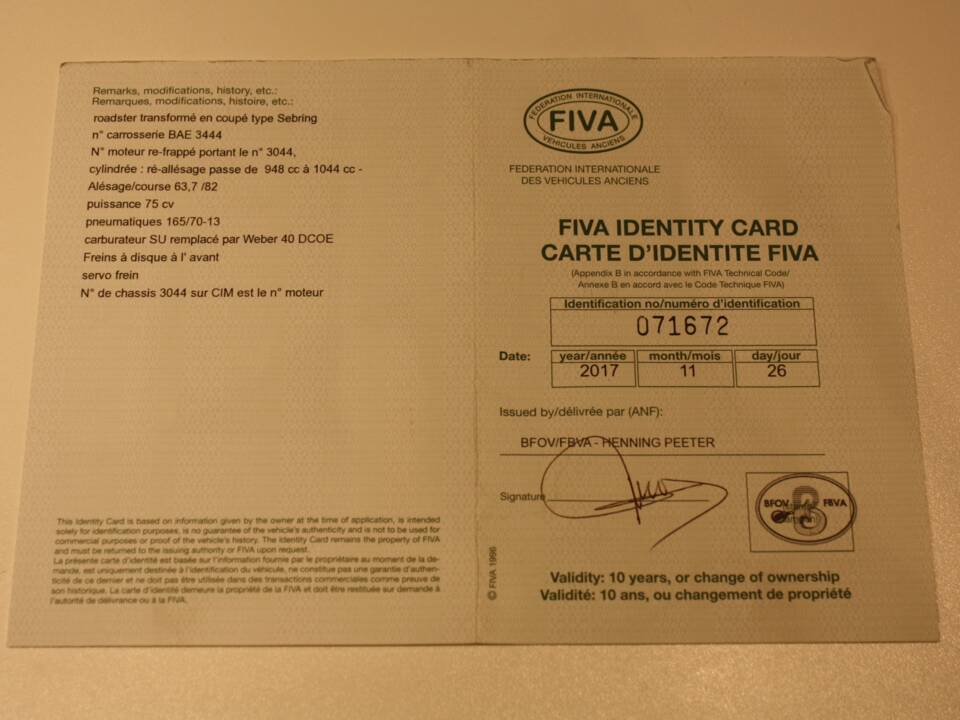 Remarks, modifications, history, etc.:
Remarques, modifications, histoire, etc.:
roadster transformé en coupé type Sebring
n° carrosserie BAE 3444
N° moteur re-frappé portant le n° 3044,
cylindrée : ré-allésage passe de 948 cc à 1044 cc -
Alésage/course 63,7 /82
puissance 75 cv
pneumatiques 165/70-13
carburateur SU remplacé par Weber 40 DCOE
Freins à disque à l' avant
servo frein
N° de chassis 3044 sur CIM est le n° moteur
This Identity Card is based on information given by the owner at the time of application, is intended
solely for identification purposes, is no guarantee of the vehicle's authenticity and is not to be used for
commercial purposes or proof of the vehicle's history. The Identity Card remains the property of FIVA
and must be returned to the issuing authority or FIVA upon request.
La présente carte d'identité est basée sur l'information fournie par le propriétaire au moment de la de-
mande, est uniquement destinée à l'identification du véhicule, ne constitue pas une garantie d'authen-
ticité de ce dernier et ne doit pas être utilisée dans des transactions commerciales comme preuve de
son historique. La carte d'identité demeure la propriété de la FIVA et doit être restituée sur demande à
l'autorité de délivrance ou à la FIVA.
FEDERATION INTERNATIONALE
FIVA
VEHICULES ANCIENS
FEDERATION INTERNATIONALE
DES VEHICULES ANCIENS
FIVA IDENTITY CARD
CARTE D'IDENTITE FIVA
(Appendix B in accordance with FIVA Technical Code/
Annexe B en accord avec le Code Technique FIVA)
Identification no/numéro d'identification
071672
Date: year/année month/mois day/jour
2017 11 26
Issued by/délivrée par (ANF):
BFOV/FBVA - HENNING PEETER
Signature
BFOV FBVA
Validity: 10 years, or change of ownership
Validité: 10 ans, ou changement de propriété
© FIVA 1996